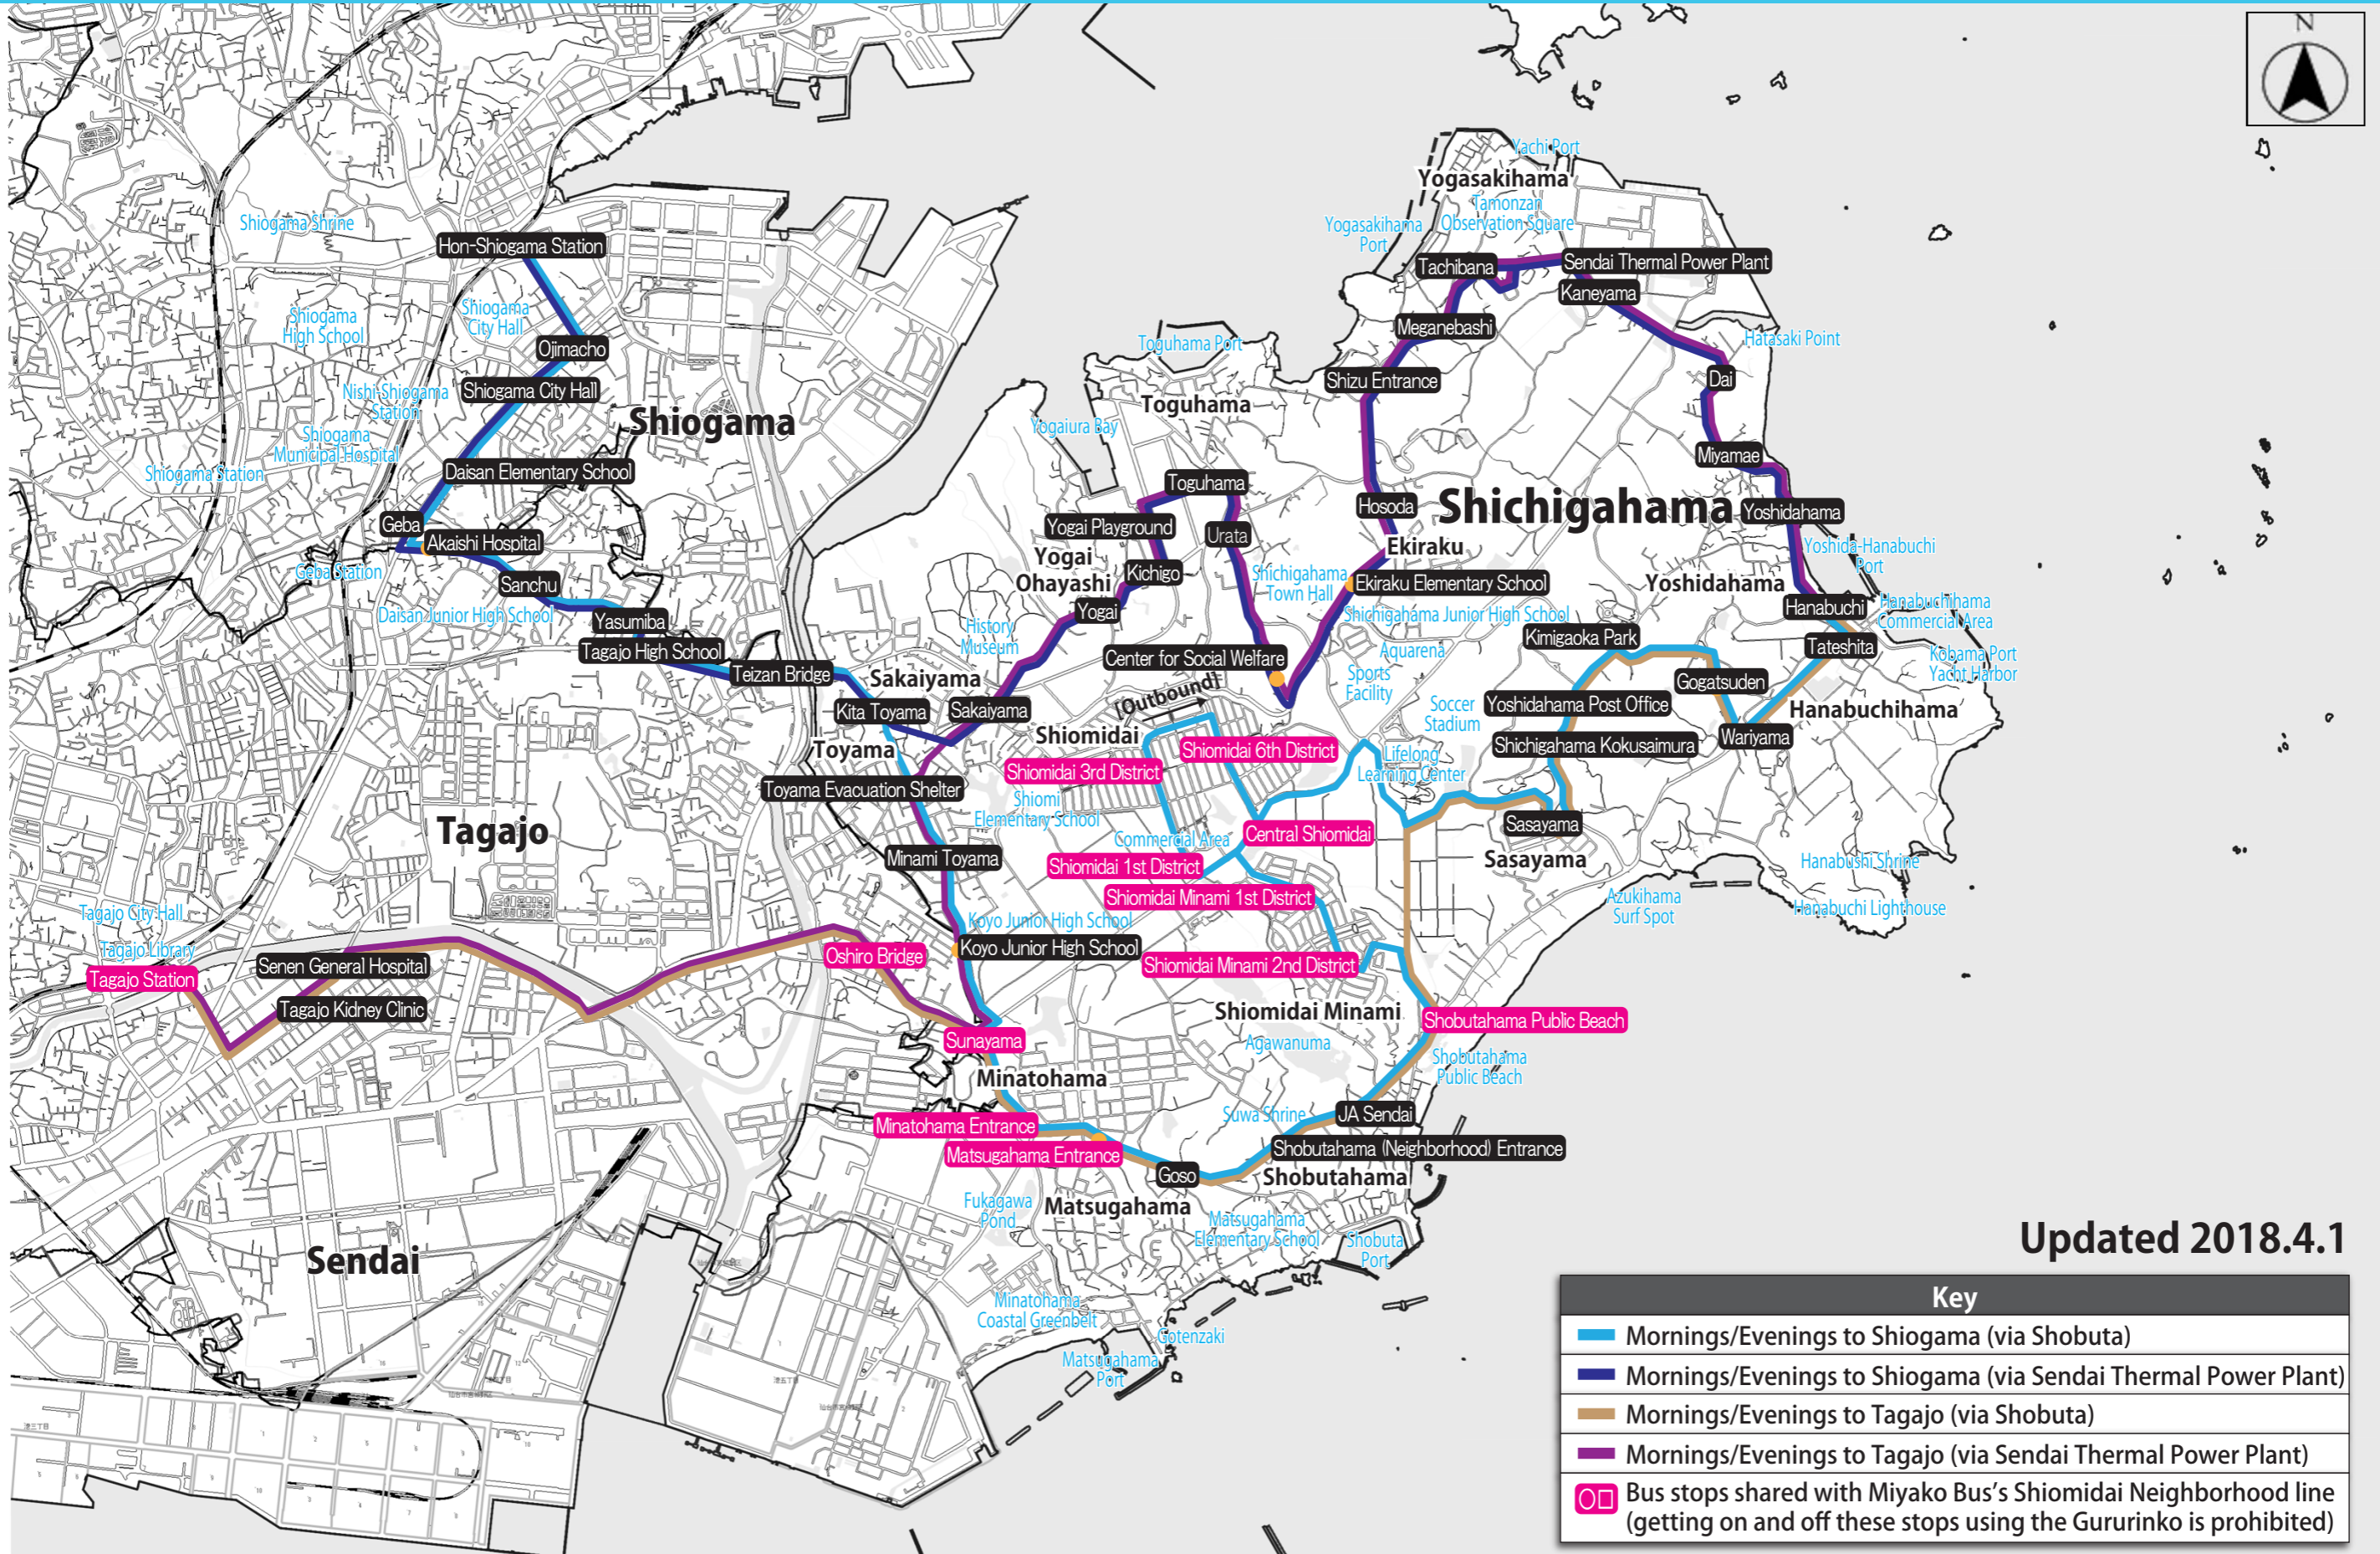 N
Yachi Port
Yogasakihama
Tamonzan
Observation Square
Yogasakihama
Port
Shiogama Shrine
Hon-Shiogama Station
Tachibana
Sendai Thermal Power Plant
Kaneyama
Shiogama
High School
Shiogama
City Hall
Meganebashi
Hatasaki Point
Toguhama Port
Ojimacho
Shizu Entrance
Dai
Nishi-Shiogama
Station
Shiogama City Hall
Toguhama
Shiogama
Yogaiura Bay
Shiogama
Municipal Hospital
Miyamae
Shiogama Station
Daisan Elementary School
Toguhama
Hosoda
Shichigahama
Yoshidahama
Geba
Yogai Playground
Urata
Akaishi Hospital
Ekiraku
Yoshida-Hanabuchi
Port
Yogai
Ohayashi
Geba Station
Sanchu
Kichigo
Shichigahama
Town Hall
Ekiraku Elementary School
Yoshidahama
Daisan Junior High School
Yogai
Shichigahama Junior High School
Hanabuchi
Hanabuchihama
Commercial Area
Yasumiba
History
Museum
Kimigaoka Park
Tagajo High School
Center for Social Welfare
Aquarena
Tateshita
Kobama Port
Yacht Harbor
Teizan Bridge
Sakaiyama
Sports
Facility
Gogatsuden
[Outbound]
Kita Toyama
Sakaiyama
Soccer
Stadium
Yoshidahama Post Office
Hanabuchihama
Shiomidai
Toyama
Shiomidai 6th District
Shichigahama Kokusaimura
Wariyama
Shiomidai 3rd District
Lifelong
Learning Center
Toyama Evacuation Shelter
Shiomi
Elementary School
Tagajo
Commercial Area
Central Shiomidai
Sasayama
Minami Toyama
Shiomidai 1st District
Sasayama
Hanabushi Shrine
Shiomidai Minami 1st District
Azukihama
Surf Spot
Hanabuchi Lighthouse
Tagajo City Hall
Koyo Junior High School
Tagajo Library
Koyo Junior High School
Oshiro Bridge
Senen General Hospital
Shiomidai Minami 2nd District
Tagajo Station
Tagajo Kidney Clinic
Shiomidai Minami
Shobutahama Public Beach
Sunayama
Agawanuma
Shobutahama
Public Beach
Minatohama
Suwa Shrine
JA Sendai
Minatohama Entrance
Matsugahama Entrance
Shobutahama (Neighborhood) Entrance
Goso
Shobutahama
Fukagawa
Pond
Matsugahama
Matsugahama
Elementary School
Shobuta
Port
Sendai
Minatohama
Coastal Greenbelt
Gotenzaki
Matsugahama
Port
Updated 2018.4.1
Key
Mornings/Evenings to Shiogama (via Shobuta)
Mornings/Evenings to Shiogama (via Sendai Thermal Power Plant)
Mornings/Evenings to Tagajo (via Shobuta)
Mornings/Evenings to Tagajo (via Sendai Thermal Power Plant)
Bus stops shared with Miyako Bus's Shiomidai Neighborhood line
(getting on and off these stops using the Gururinko is prohibited)